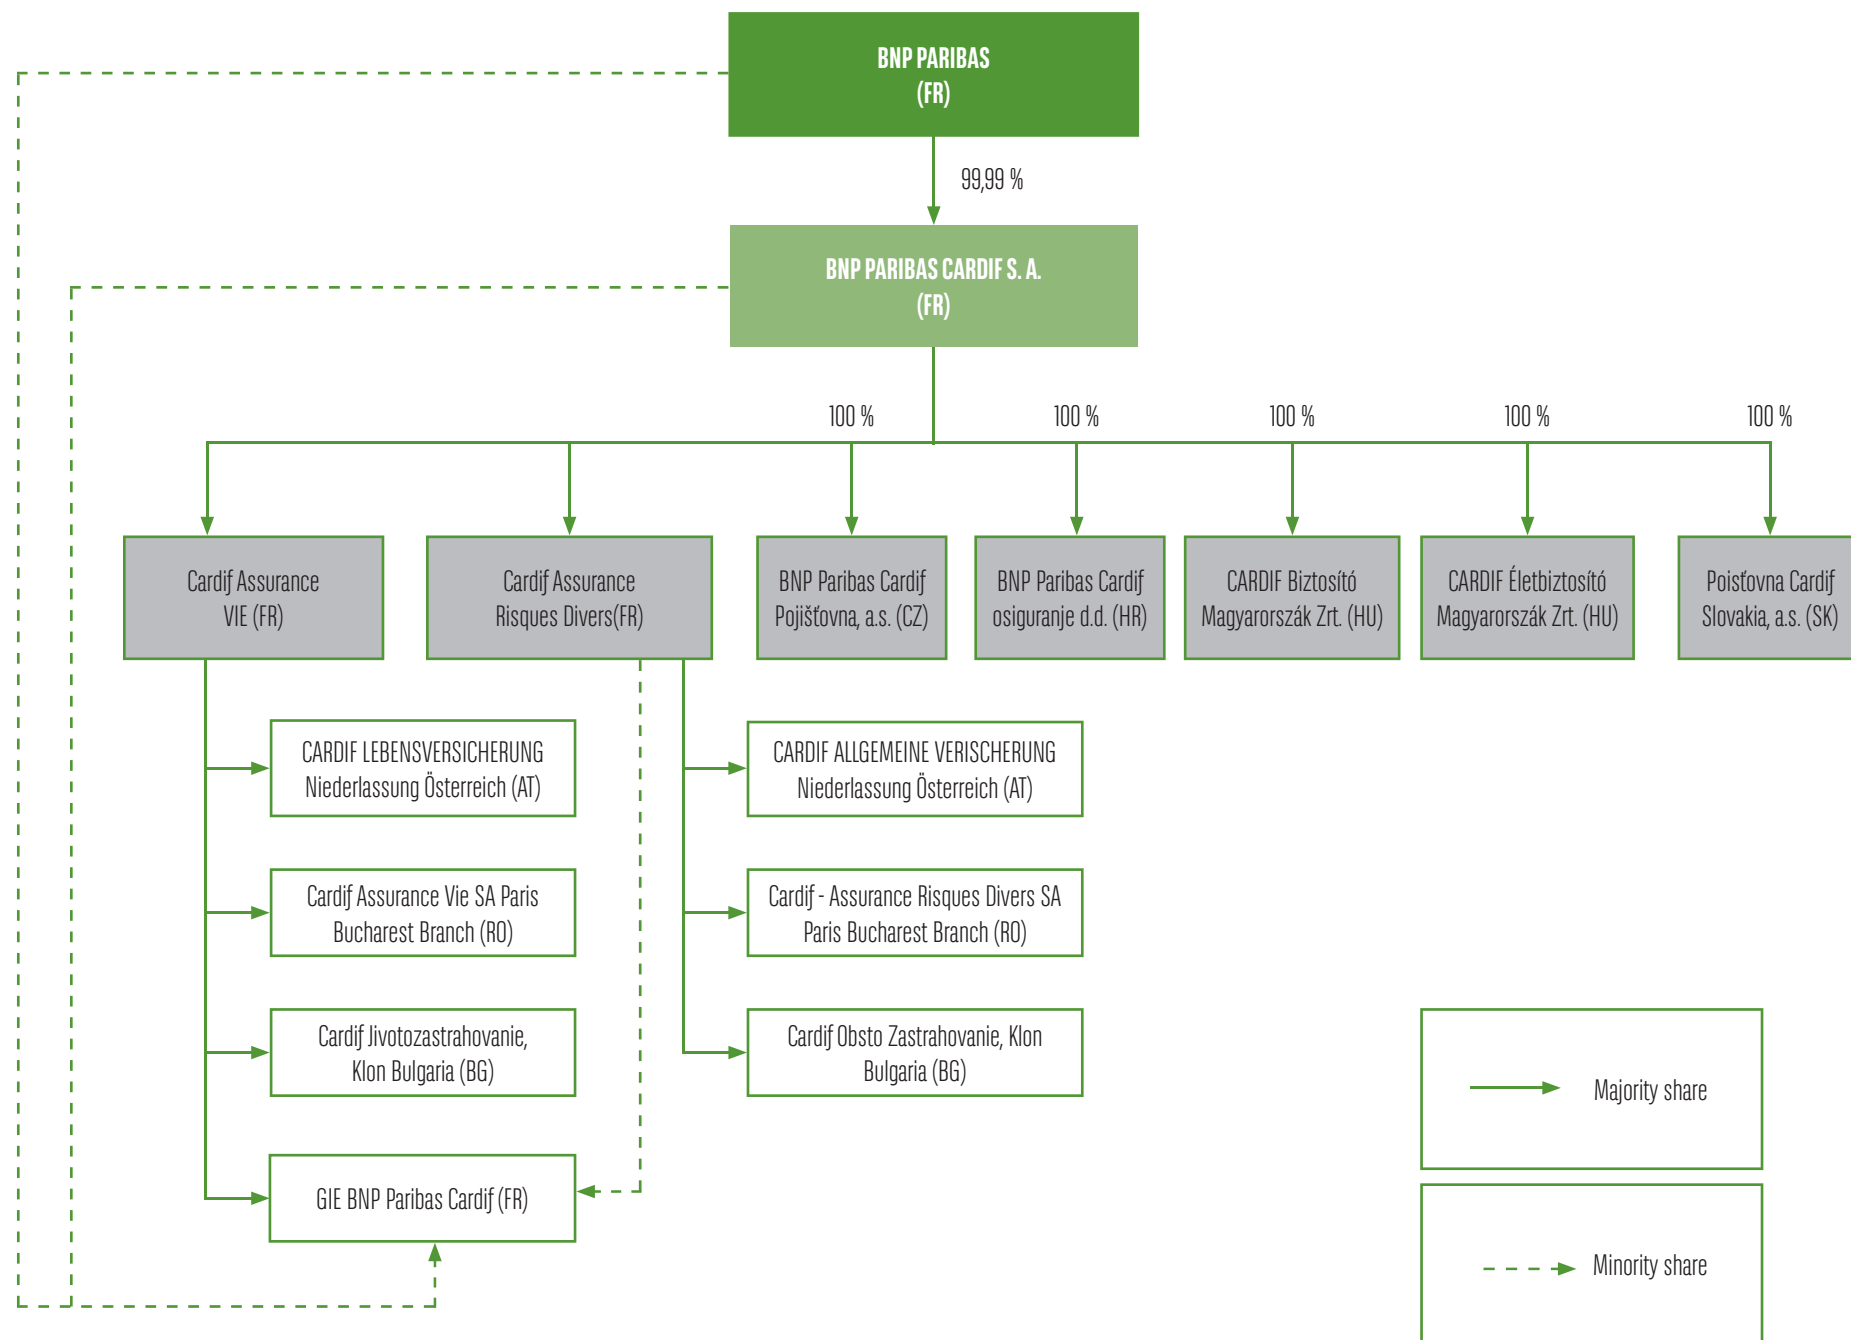 BNP PARIBAS
(FR)
99,99 %
BNP PARIBAS CARDIF S. A.
(FR)
100 %
100 %
100 %
100 %
100 %
Cardif Assurance
VIE (FR)
Cardif Assurance
Risques Divers(FR)
BNP Paribas Cardif
Pojišťovna, a.s. (CZ)
BNP Paribas Cardif
osiguranje d.d. (HR)
CARDIF Biztosító
Magyarorszák Zrt. (HU)
CARDIF Életbiztosító
Magyarorszák Zrt. (HU)
Poisťovna Cardif
Slovakia, a.s. (SK)
CARDIF LEBENSVERSICHERUNG
Niederlassung Österreich (AT)
CARDIF ALLGEMEINE VERISCHERUNG
Niederlassung Österreich (AT)
Cardif Assurance Vie SA Paris
Bucharest Branch (RO)
Cardif - Assurance Risques Divers SA
Paris Bucharest Branch (RO)
Cardif Jivotozastrahovanie,
Klon Bulgaria (BG)
Cardif Obsto Zastrahovanie, Klon
Bulgaria (BG)
GIE BNP Paribas Cardif (FR)
Majority share
Minority share